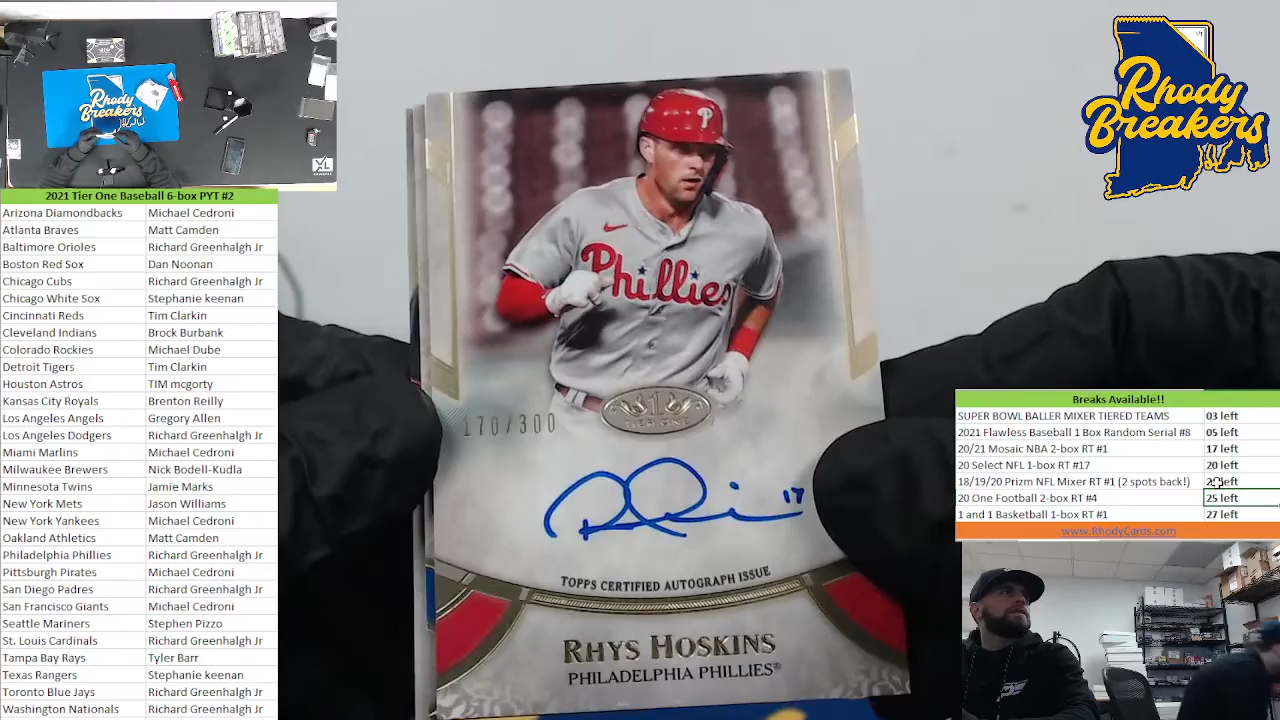 Rhody
Breakers
2021 Tier One Baseball 6-box PYT #2
Arizona Diamondbacks Michael Cedroni
Atlanta Braves Matt Camden
Baltimore Orioles Richard Greenhalgh Jr
Boston Red Sox Dan Noonan
Chicago Cubs Richard Greenhalgh Jr
Chicago White Sox Stephanie keenan
Cincinnati Reds Tim Clarkin
Cleveland Indians Brock Burbank
Colorado Rockies Michael Dube
Detroit Tigers Tim Clarkin
Houston Astros TIM mcgorty
Kansas City Royals Brenton Reilly
Los Angeles Angels Gregory Allen
Los Angeles Dodgers Richard Greenhalgh Jr
Miami Marlins Michael Cedroni
Milwaukee Brewers Nick Bodell-Kudla
Minnesota Twins Jamie Marks
New York Mets Jason Williams
New York Yankees Michael Cedroni
Oakland Athletics Matt Camden
Philadelphia Phillies Richard Greenhalgh Jr
Pittsburgh Pirates Michael Cedroni
San Diego Padres Richard Greenhalgh Jr
San Francisco Giants Michael Cedroni
Seattle Mariners Stephen Pizzo
St. Louis Cardinals Richard Greenhalgh Jr
Tampa Bay Rays Tyler Barr
Texas Rangers Stephanie keenan
Toronto Blue Jays Richard Greenhalgh Jr
Washington Nationals Richard Greenhalgh Jr
P
Phillies
170/300
1
TIER ONE
17
TOPPS CERTIFIED AUTOGRAPH ISSUE
RHYS HOSKINS
PHILADELPHIA PHILLIES®
1/1
Rhody
Breakers
Breaks Available!!
SUPER BOWL BALLER MIXER TIERED TEAMS 03 left
2021 Flawless Baseball 1 Box Random Serial #8 05 left
20/21 Mosaic NBA 2-box RT #1 17 left
20 Select NFL 1-box RT #17 20 left
18/19/20 Prizm NFL Mixer RT #1 (2 spots back!) left
20 One Football 2-box RT #4 25 left
1 and 1 Basketball 1-box RT #1 27 left
www.RhodyCards.com